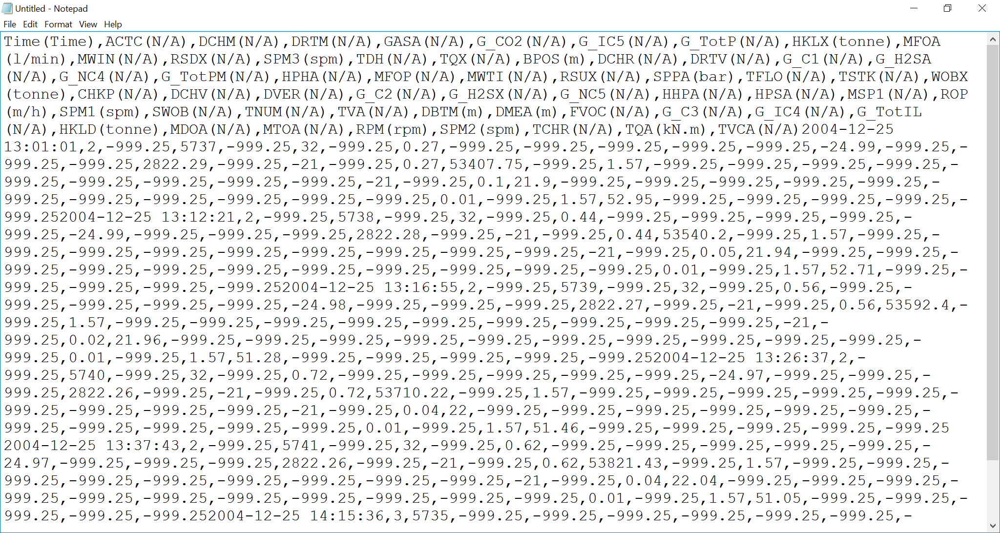 Untitled - Notepad
File Edit Format View Help
Time(Time),ACTC(N/A),DCHM(N/A),DRTM(N/A),GASA(N/A),G_CO2(N/A),G_IC5(N/A),G_TotP(N/A),HKLX(tonne),MFOA
(l/min),MWIN(N/A),RSDX(N/A),SPM3(spm),TDH(N/A),TQX(N/A),BPOS(m),DCHR(N/A),DRTV(N/A),G_C1(N/A),G_H2SA
(N/A),G_NC4(N/A),G_TotPM(N/A),HPHA(N/A),MFOP(N/A),MWTI(N/A),RSUX(N/A),SPPA(bar),TFLO(N/A),TSTK(N/A),WOBX
(tonne),CHKP(N/A),DCHV(N/A),DVER(N/A),G_C2(N/A),G_H2SX(N/A),G_NC5(N/A),HHPA(N/A),HPSA(N/A),MSP1(N/A),ROP
(m/h),SPM1(spm),SWOB(N/A),TNUM(N/A),TVA(N/A),DBTM(m),DMEA(m),FVOC(N/A),G_C3(N/A),G_IC4(N/A),G_TotIL
(N/A),HKLD(tonne),MDOA(N/A),MTOA(N/A),RPM(rpm),SPM2(spm),TCHR(N/A),TQA(kN.m),TVCA(N/A)2004-12-25
13:01:01,2,-999.25,5737,-999.25,32,-999.25,0.27,-999.25,-999.25,-999.25,-999.25,-999.25,-24.99,-999.25,-
999.25,-999.25,2822.29,-999.25,-21,-999.25,0.27,53407.75,-999.25,1.57,-999.25,-999.25,-999.25,-999.25,-
999.25,-999.25,-999.25,-999.25,-999.25,-21,-999.25,0.1,21.9,-999.25,-999.25,-999.25,-999.25,-999.25,-
999.25,-999.25,-999.25,-999.25,-999.25,-999.25,0.01,-999.25,1.57,52.95,-999.25,-999.25,-999.25,-999.25,-
999.252004-12-25 13:12:21,2,-999.25,5738,-999.25,32,-999.25,0.44,-999.25,-999.25,-999.25,-999.25,-
999.25,-24.99,-999.25,-999.25,-999.25,2822.28,-999.25,-21,-999.25,0.44,53540.2,-999.25,1.57,-999.25,-
999.25,-999.25,-999.25,-999.25,-999.25,-999.25,-999.25,-999.25,-21,-999.25,0.05,21.94,-999.25,-999.25,-
999.25,-999.25,-999.25,-999.25,-999.25,-999.25,-999.25,-999.25,-999.25,0.01,-999.25,1.57,52.71,-999.25,-
999.25,-999.25,-999.25,-999.252004-12-25 13:16:55,2,-999.25,5739,-999.25,32,-999.25,0.56,-999.25,-
999.25,-999.25,-999.25,-999.25,-24.98,-999.25,-999.25,-999.25,2822.27,-999.25,-21,-999.25,0.56,53592.4,-
999.25,1.57,-999.25,-999.25,-999.25,-999.25,-999.25,-999.25,-999.25,-999.25,-999.25,-21,-
999.25,0.02,21.96,-999.25,-999.25,-999.25,-999.25,-999.25,-999.25,-999.25,-999.25,-999.25,-999.25,-
999.25,0.01,-999.25,1.57,51.28,-999.25,-999.25,-999.25,-999.25,-999.252004-12-25 13:26:37,2,-
999.25,5740,-999.25,32,-999.25,0.72,-999.25,-999.25,-999.25,-999.25,-999.25,-24.97,-999.25,-999.25,-
999.25,2822.26,-999.25,-21,-999.25,0.72,53710.22,-999.25,1.57,-999.25,-999.25,-999.25,-999.25,-999.25,-
999.25,-999.25,-999.25,-999.25,-21,-999.25,0.04,22,-999.25,-999.25,-999.25,-999.25,-999.25,-999.25,-
999.25,-999.25,-999.25,-999.25,-999.25,0.01,-999.25,1.57,51.46,-999.25,-999.25,-999.25,-999.25,-999.25
2004-12-25 13:37:43,2,-999.25,5741,-999.25,32,-999.25,0.62,-999.25,-999.25,-999.25,-999.25,-999.25,-
24.97,-999.25,-999.25,-999.25,2822.26,-999.25,-21,-999.25,0.62,53821.43,-999.25,1.57,-999.25,-999.25,-
999.25,-999.25,-999.25,-999.25,-999.25,-999.25,-999.25,-21,-999.25,0.04,22.04,-999.25,-999.25,-999.25,-
999.25,-999.25,-999.25,-999.25,-999.25,-999.25,-999.25,-999.25,0.01,-999.25,1.57,51.05,-999.25,-999.25,-
999.25,-999.25,-999.252004-12-25 14:15:36,3,5735,-999.25,-999.25,-999.25,-999.25,-999.25,-999.25,-